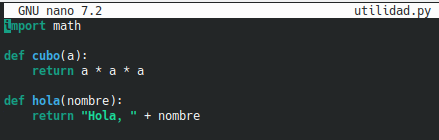 GNU nano 7.2 utilidad.py
import math
def cubo(a):
    return a * a * a
def hola(nombre):
    return "Hola, " + nombre